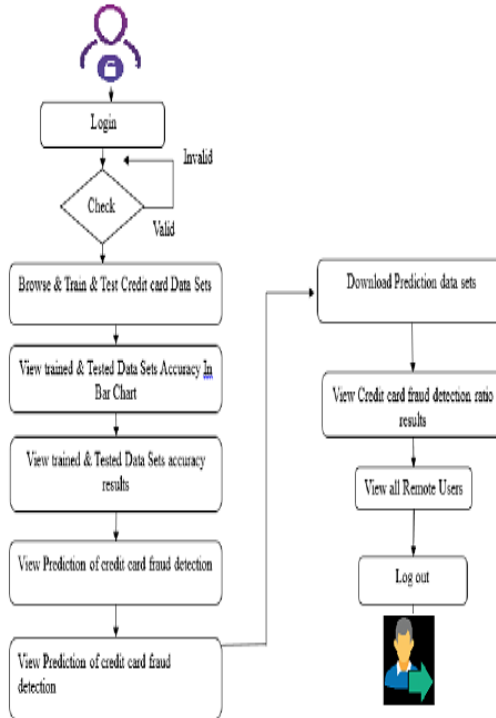 Login
Invalid
Check
Valid
Browse & Train & Test Credit card Data Sets
View trained & Tested Data Sets Accuracy In
Bar Chart
View trained & Tested Data Sets accuracy
results
View Prediction of credit card fraud detection
View Prediction of credit card fraud
detection
Download Prediction data sets
View Credit card fraud detection ratio
results
View all Remote Users
Log out